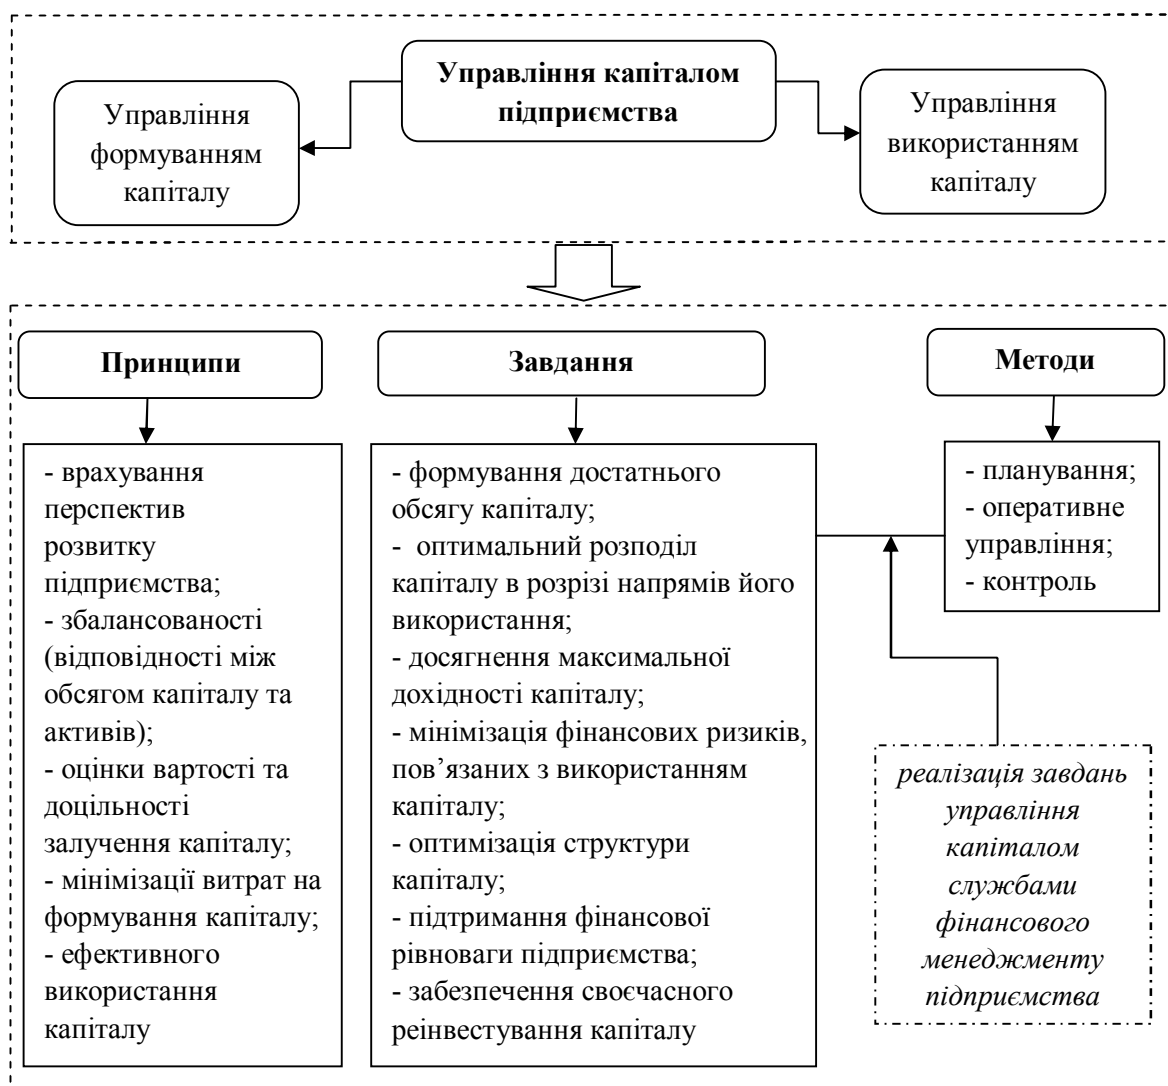 Управління капіталом
підприємства
Управління
формуванням
капіталу
Управління
використанням
капіталу
Принципи
Завдання
Методи
- врахування
перспектив
розвитку
підприємства;
- збалансованості
(відповідності між
обсягом капіталу та
активів);
- оцінки вартості та
доцільності
залучення капіталу;
- мінімізації витрат на
формування капіталу;
- ефективного
використання
капіталу
- формування достатнього
обсягу капіталу;
- оптимальний розподіл
капіталу в розрізі напрямів його
використання;
- досягнення максимальної
дохідності капіталу;
- мінімізація фінансових ризиків,
пов’язаних з використанням
капіталу;
- оптимізація структури
капіталу;
- підтримання фінансової
рівноваги підприємства;
- забезпечення своєчасного
реінвестування капіталу
- планування;
- оперативне
управління;
- контроль
реалізація завдань
управління
капіталом
службами
фінансового
менеджменту
підприємства